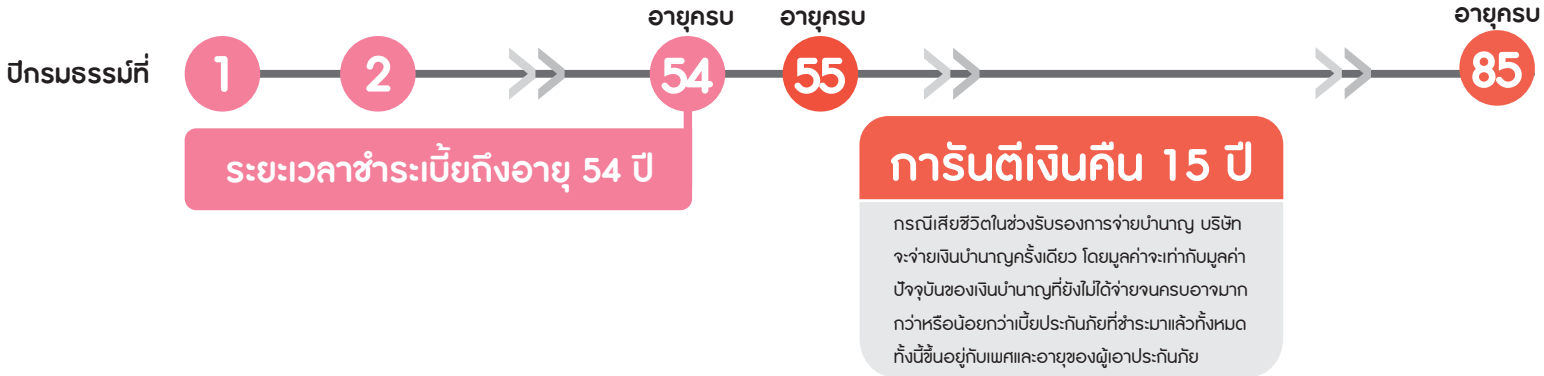 อายุครบ อายุครบ อายุครบ
ปีกรมธรรม์ที่ 1 2 54 55 85
ระยะเวลาชำระเบี้ยถึงอายุ 54 ปี
การันตีเงินคืน 15 ปี
กรณีเสียชีวิตในช่วงรับรองการจ่ายบำนาญ บริษัท
จะจ่ายเงินบำนาญครั้งเดียว โดยมูลค่าจะเท่ากับมูลค่า
ปัจจุบันของเงินบำนาญที่ยังไม่ได้จ่ายจนครบอาจมาก
กว่าหรือน้อยกว่าเบี้ยประกันภัยที่ชำระมาแล้วทั้งหมด
ทั้งนี้ขึ้นอยู่กับเพศและอายุของผู้เอาประกันภัย